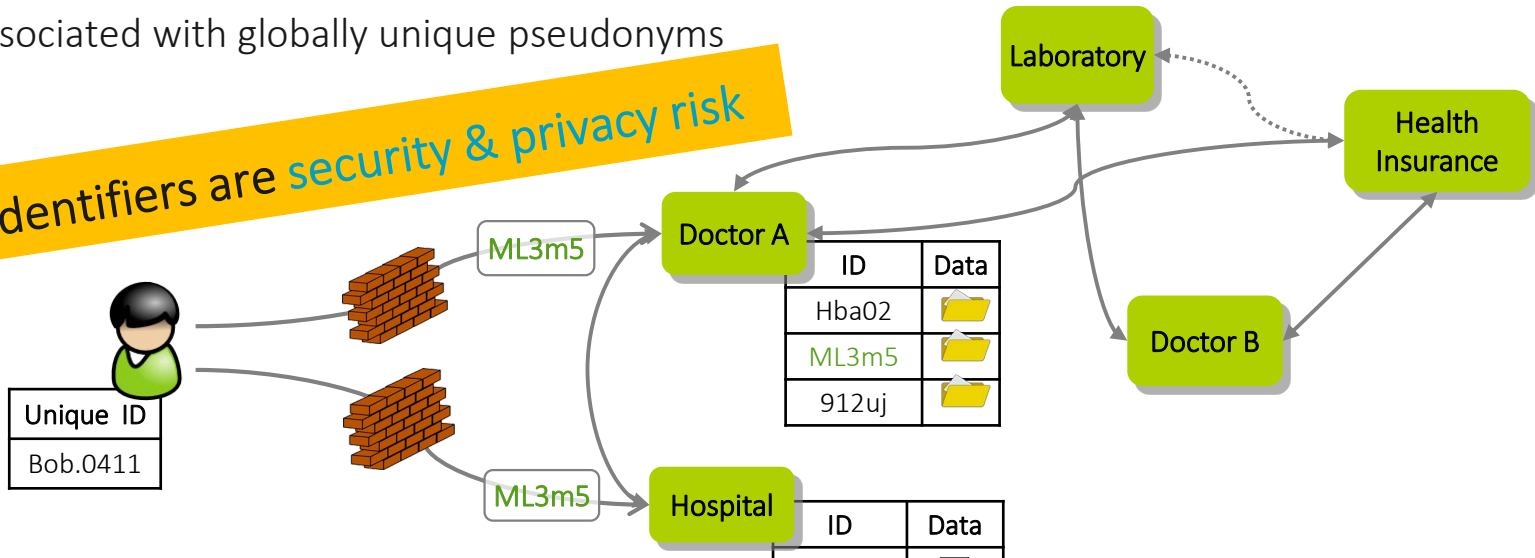 sociated with globally unique pseudonyms
dentifiers are security & privacy risk
Laboratory
Health
Insurance
ML3m5
Doctor A
ID Data
Hba02
ML3m5
912uj
Doctor B
Unique ID
Bob.0411
ML3m5
Hospital
ID Data